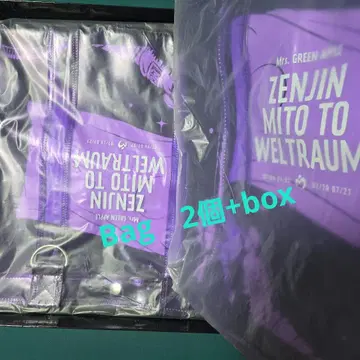 Mrs. GREEN APPLE
ZENJIN
MITO TO
WELTRAUM
Mrs. GREEN APPLE
ZENJIN
MITO TO
WELTRAUM
Bag 2個+box